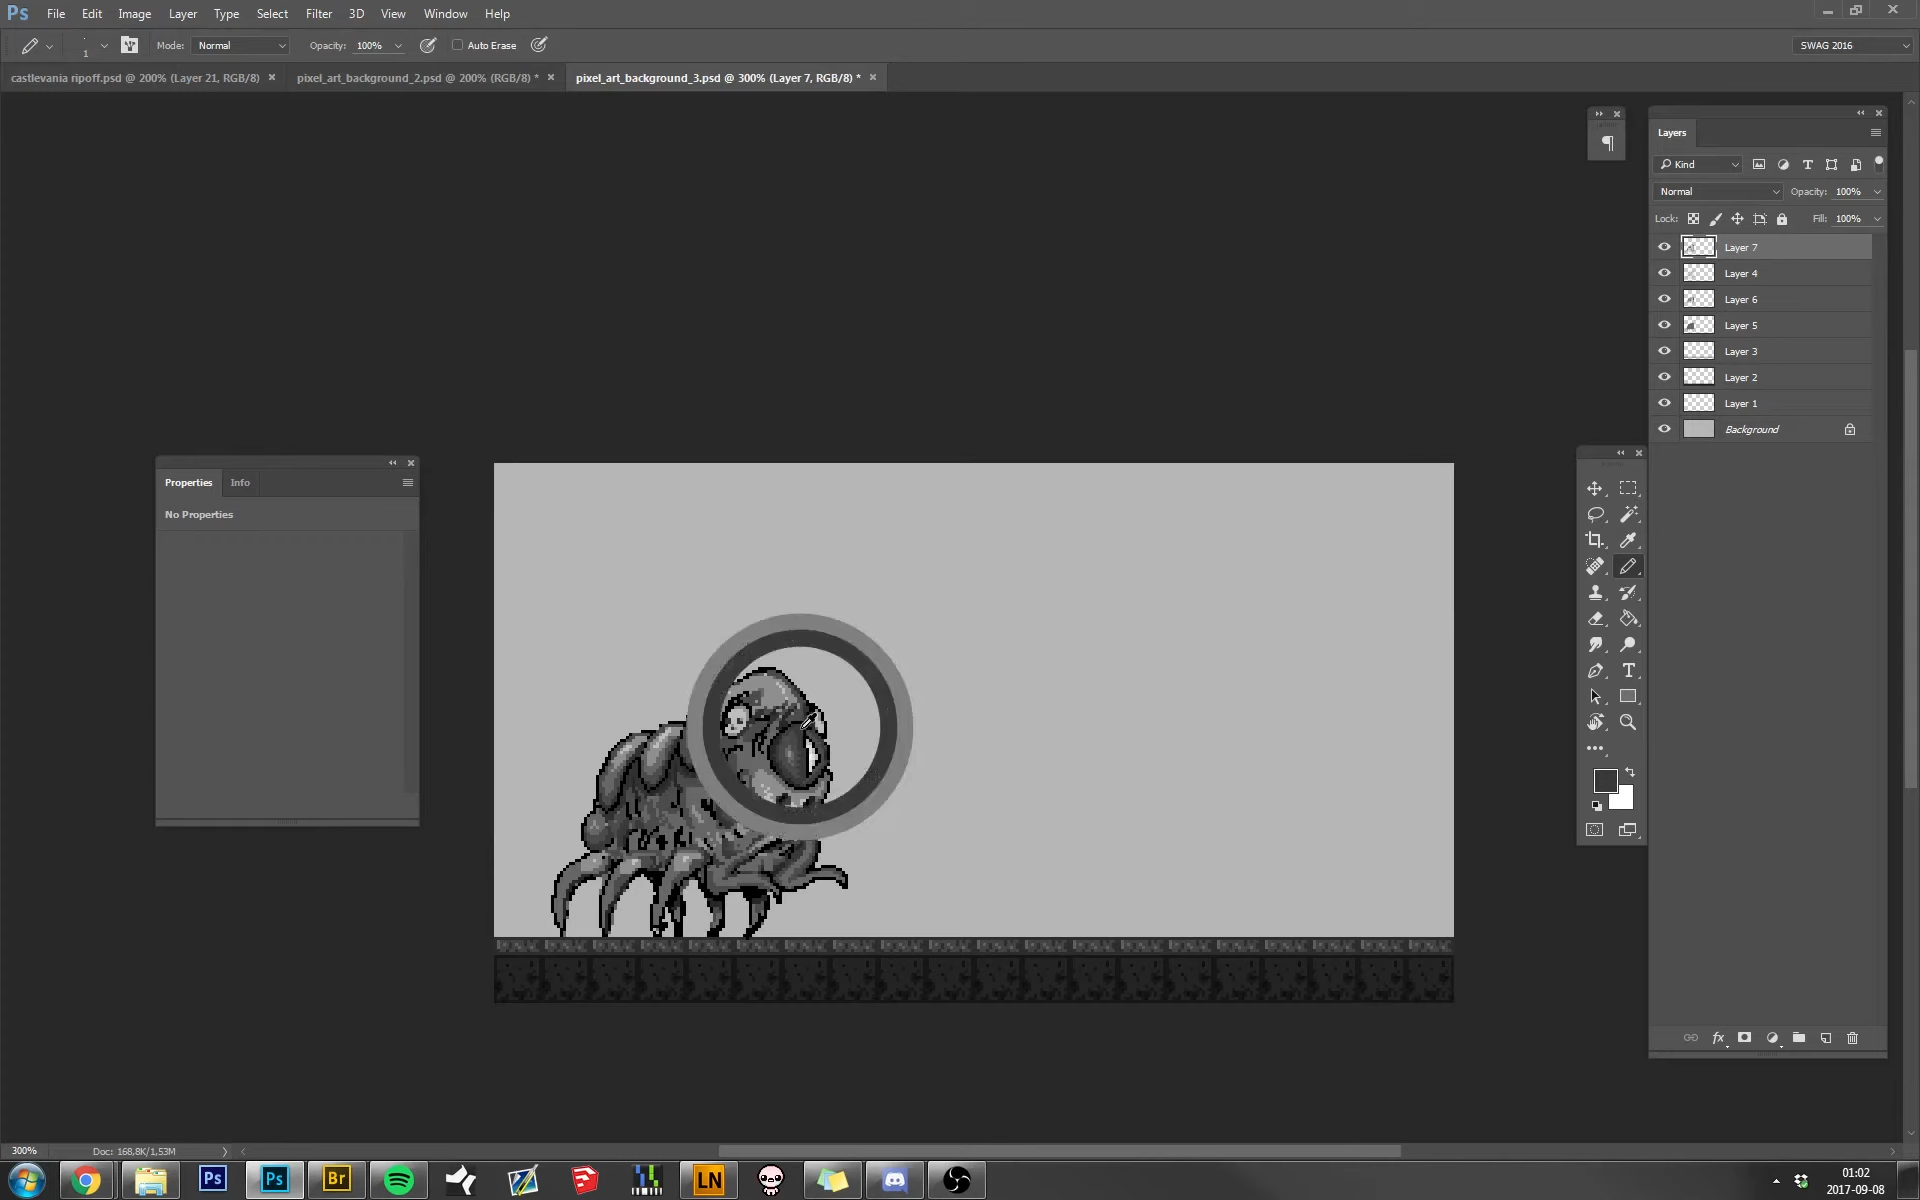 Ps File Edit Image Layer Type Select Filter 3D View Window Help
1 Mode: Normal Opacity: 100% Auto Erase SWAG 2016
castlevania ripoff.psd @ 200% (Layer 21, RGB/8) pixel_art_background_2.psd @ 200% (RGB/8) * pixel_art_background_3.psd @ 300% (Layer 7, RGB/8) *
Layers
Kind
Normal Opacity: 100%
Lock: Fill: 100%
Layer 7
Layer 4
Layer 6
Layer 5
Layer 3
Layer 2
Layer 1
Background
Properties Info
No Properties
fx
300% Doc: 168,8K/1,53M
Ps Ps Br LN
01:02
2017-09-08